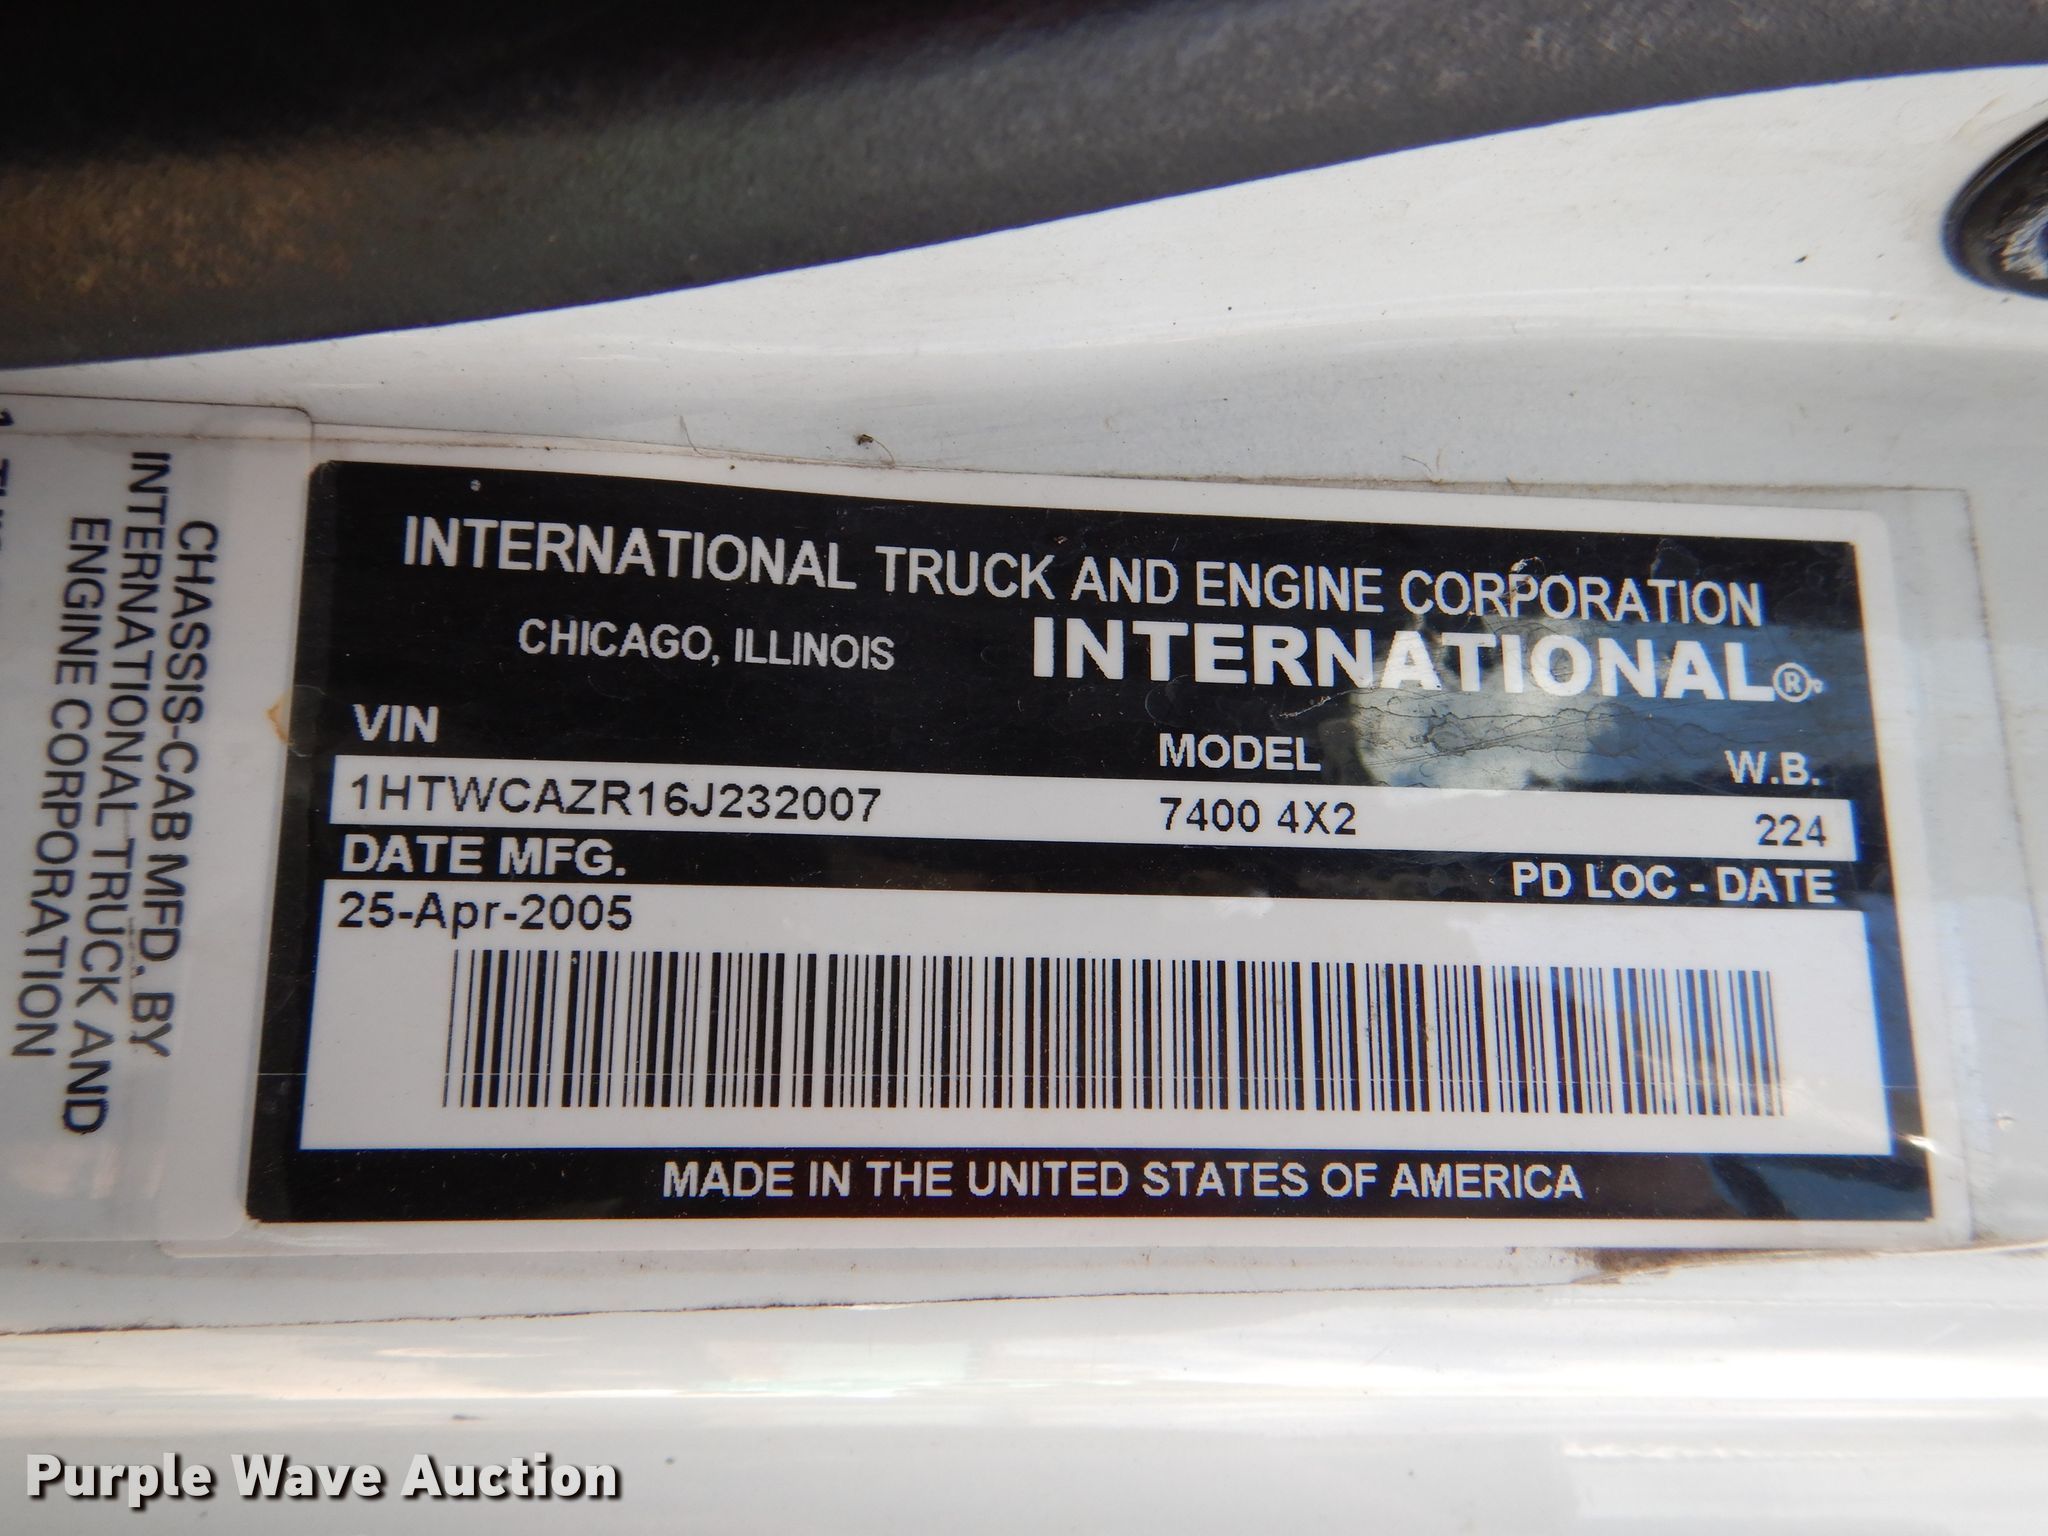 CHASSIS-CAB MFD. BY
INTERNATIONAL TRUCK AND
ENGINE CORPORATION
INTERNATIONAL TRUCK AND ENGINE CORPORATION
CHICAGO, ILLINOIS INTERNATIONAL®
VIN MODEL W.B.
1HTWCAZR16J232007 7400 4X2 224
DATE MFG. PD LOC - DATE
25-Apr-2005
MADE IN THE UNITED STATES OF AMERICA
Purple Wave Auction